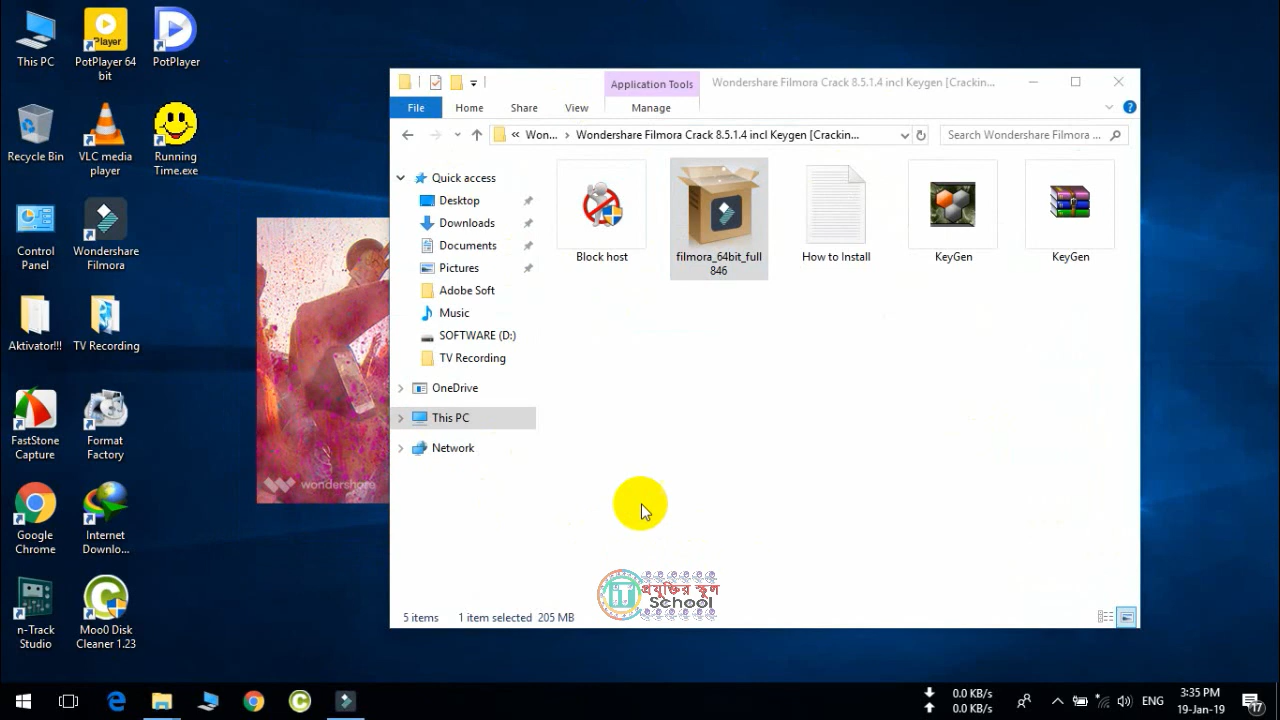 This PC
PotPlayer 64
bit
PotPlayer
Player
Recycle Bin
VLC media
player
Running
Time.exe
Control
Panel
Wondershare
Filmora
Aktivator!!!
TV Recording
FastStone
Capture
Format
Factory
Google
Chrome
Internet
Downlo...
n-Track
Studio
Moo0 Disk
Cleaner 1.23
wondershare
Application Tools
Wondershare Filmora Crack 8.5.1.4 incl Keygen [Crackin...
File
Home
Share
View
Manage
« Won... > Wondershare Filmora Crack 8.5.1.4 incl Keygen [Crackin...
Search Wondershare Filmora ...
Quick access
Desktop
Downloads
Documents
Pictures
Adobe Soft
Music
SOFTWARE (D:)
TV Recording
OneDrive
This PC
Network
Block host
filmora_64bit_full
846
How to Install
KeyGen
KeyGen
প্রযুক্তির স্কুল
School
5 items
1 item selected 205 MB
0.0 KB/s
0.0 KB/s
ENG
3:35 PM
19-Jan-19
17